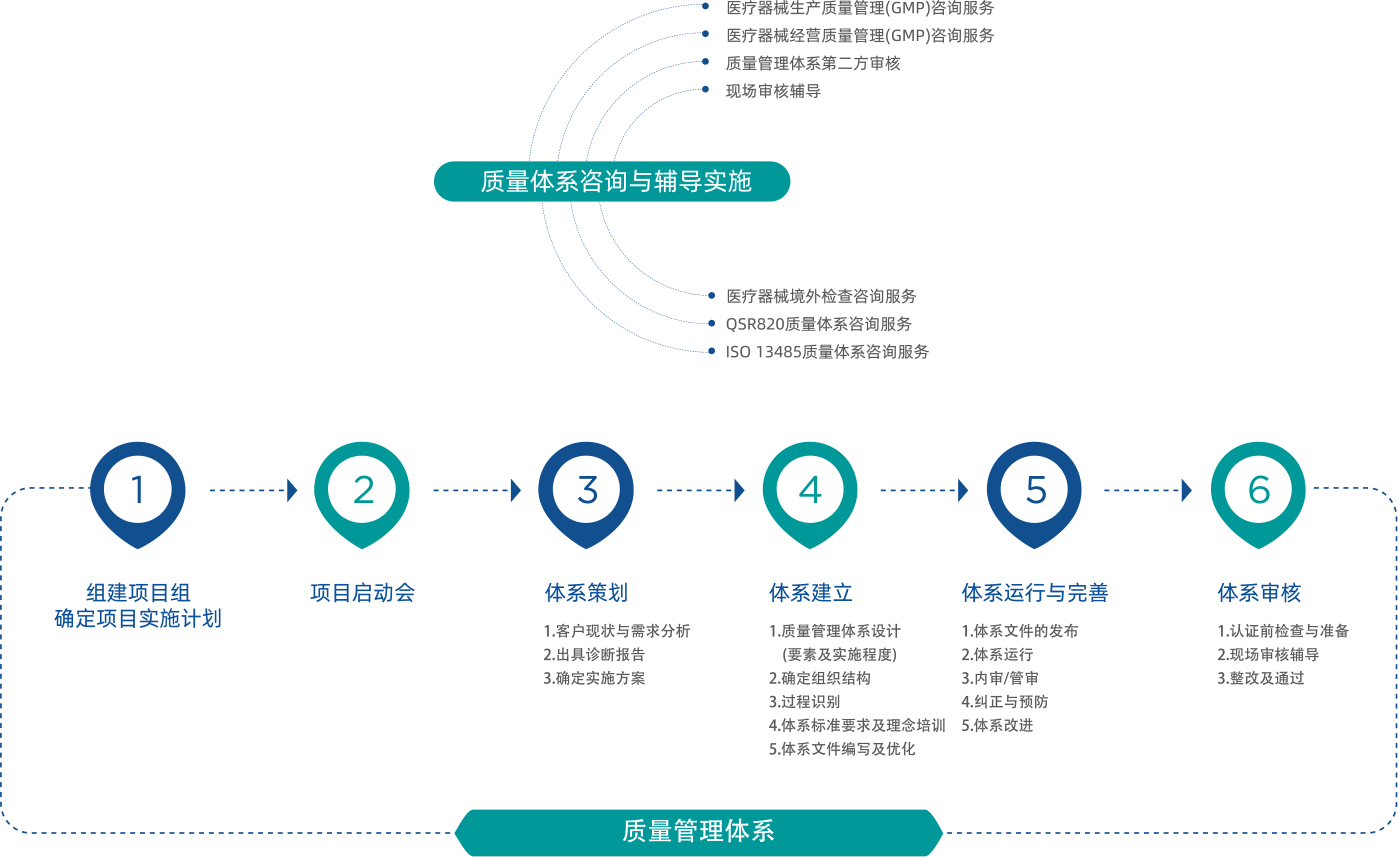 医疗器械生产质量管理(GMP)咨询服务
医疗器械经营质量管理(GMP)咨询服务
质量管理体系第二方审核
现场审核辅导
质量体系咨询与辅导实施
医疗器械境外检查咨询服务
QSR820质量体系咨询服务
ISO 13485质量体系咨询服务
1
组建项目组
确定项目实施计划
2
项目启动会
3
体系策划
1.客户现状与需求分析
2.出具诊断报告
3.确定实施方案
4
体系建立
1.质量管理体系设计
(要素及实施程度)
2.确定组织结构
3.过程识别
4.体系标准要求及理念培训
5.体系文件编写及优化
5
体系运行与完善
1.体系文件的发布
2.体系运行
3.内审/管审
4.纠正与预防
5.体系改进
6
体系审核
1.认证前检查与准备
2.现场审核辅导
3.整改及通过
质量管理体系